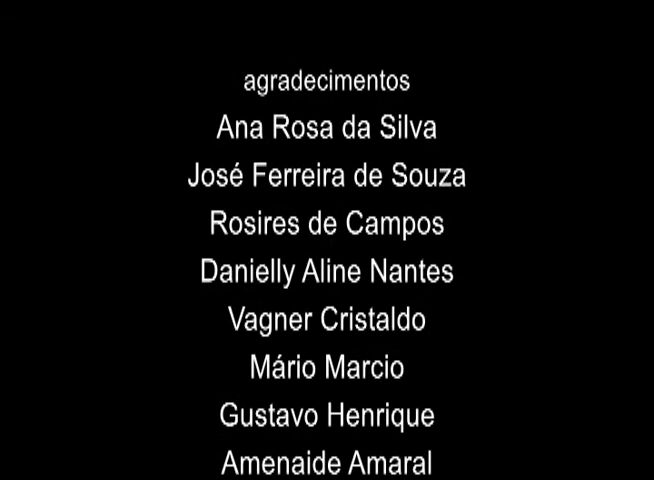 agradecimentos
Ana Rosa da Silva
José Ferreira de Souza
Rosires de Campos
Danielly Aline Nantes
Vagner Cristaldo
Mário Marcio
Gustavo Henrique
Amenaide Amaral